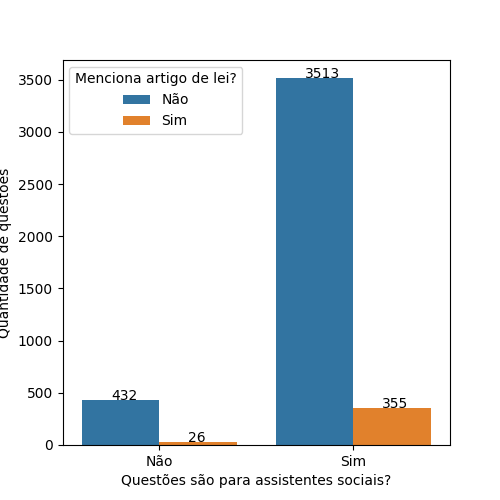 Menciona artigo de lei?
Não
Sim
3513
432
26
355
3500
3000
2500
2000
1500
1000
500
0
Quantidade de questões
Não
Sim
Questões são para assistentes sociais?